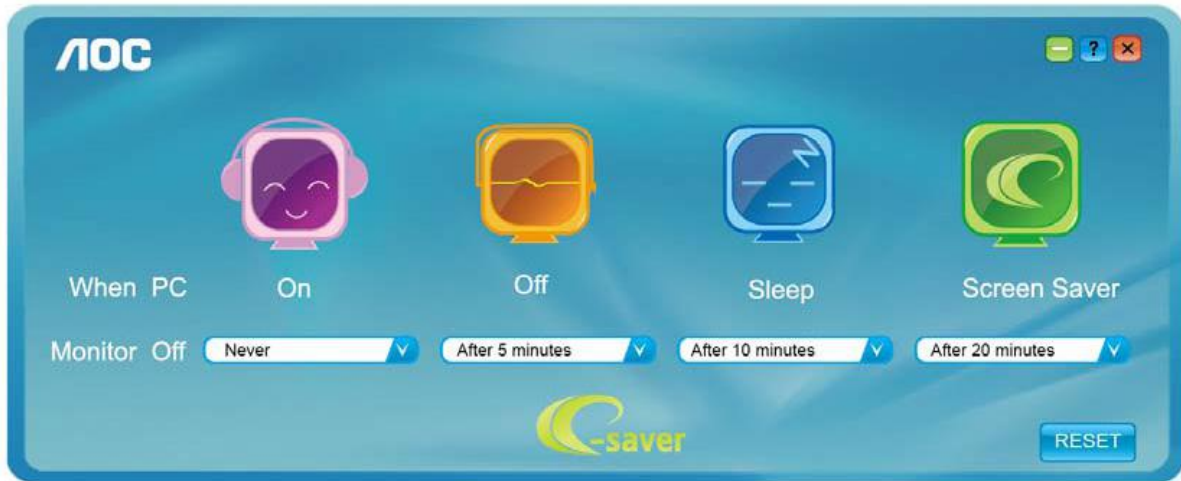 AOC
?
When PC On Off Sleep Screen Saver
Monitor Off Never After 5 minutes After 10 minutes After 20 minutes
e-saver
RESET